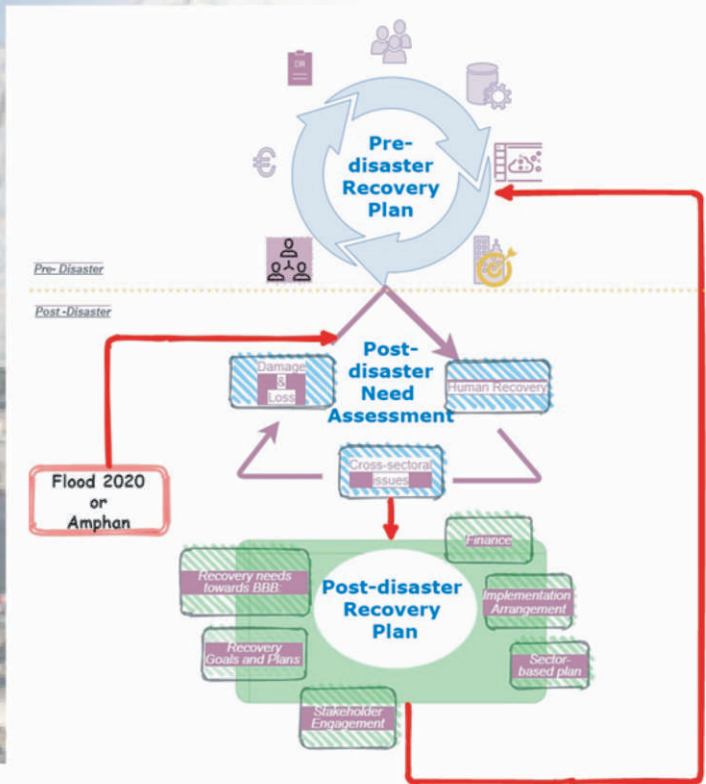 Pre-
disaster
Recovery
Plan
Pre- Disaster
Post -Disaster
Post-
disaster
Need
Assessment
Damage
&
Loss
Human Recovery
Cross-sectoral
issues
Flood 2020
or
Amphan
Finance
Recovery needs
towards BBB:
Post-disaster
Recovery
Plan
Implementation
Arrangement
Recovery
Goals and Plans
Sector-
based plan
Stakeholder
Engagement